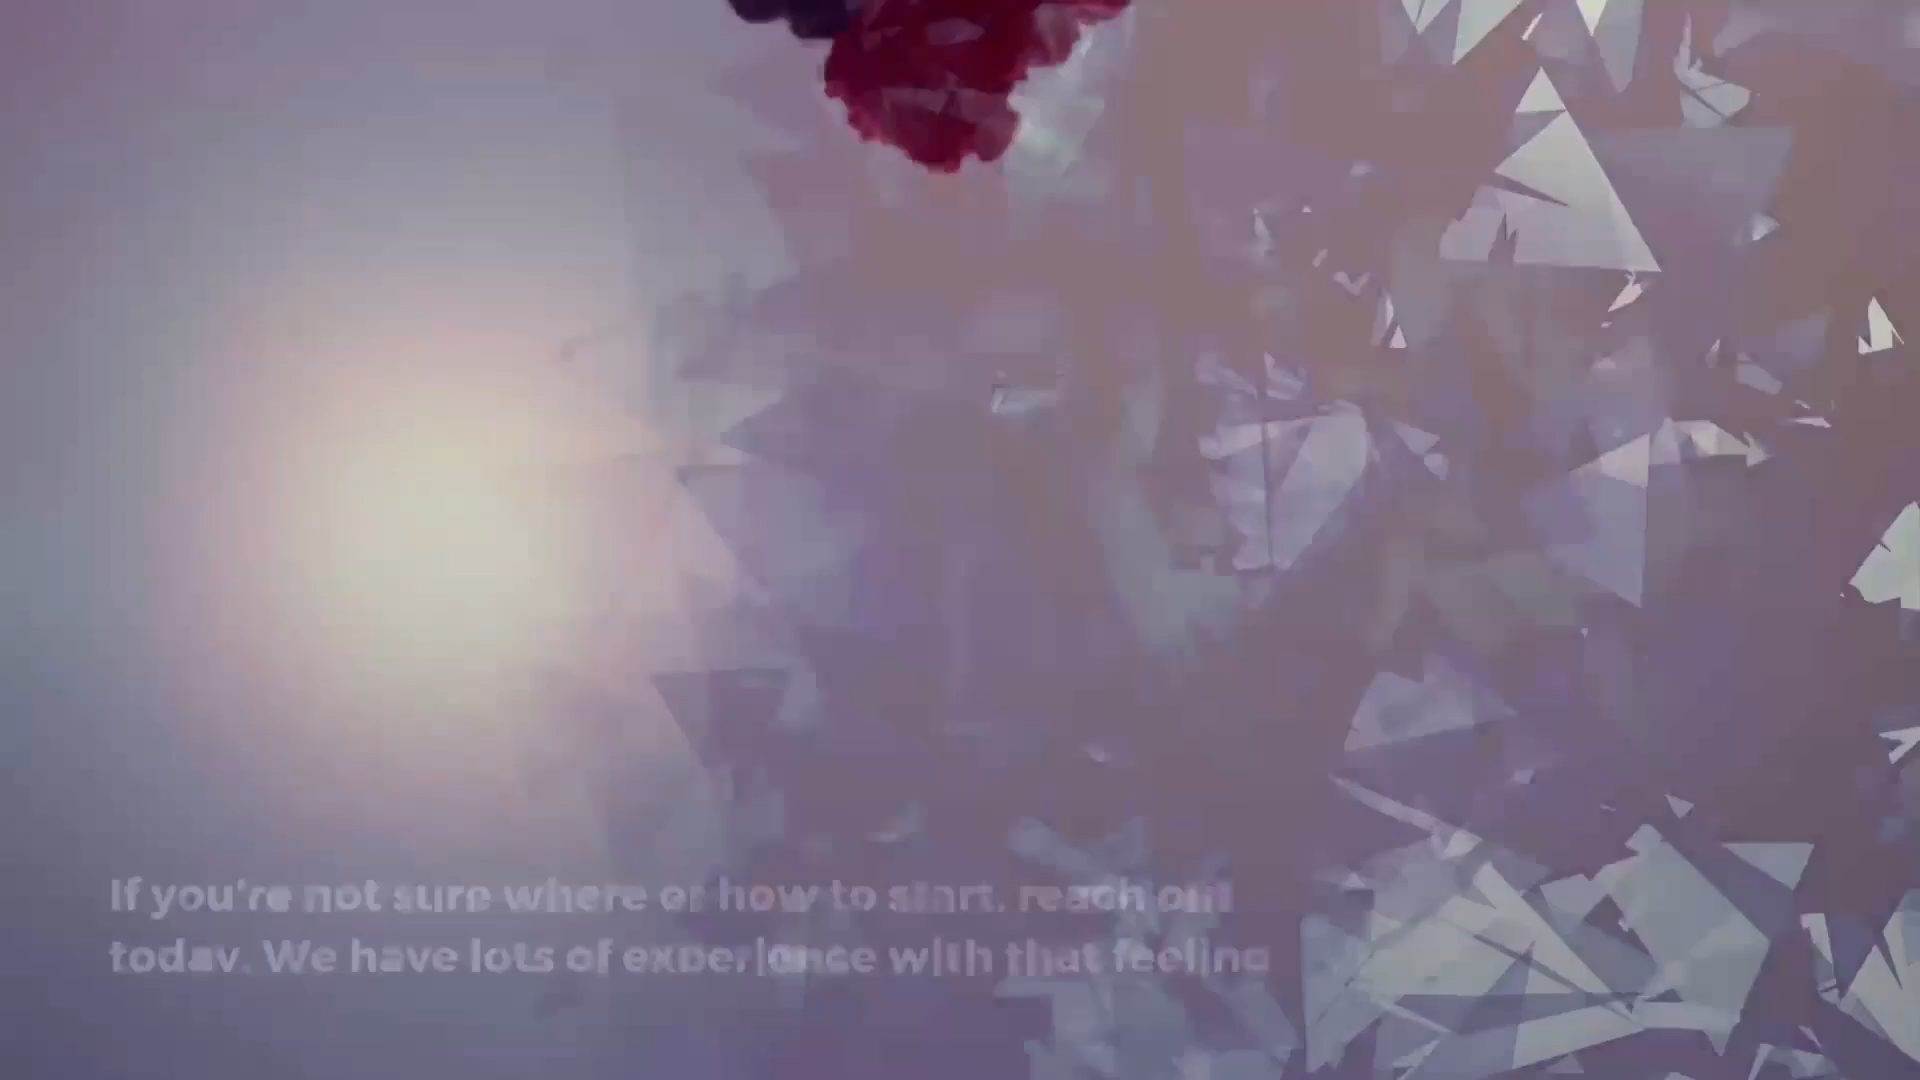 If you're not sure where or how to start, reach out
today. We have lots of experience with that feeling